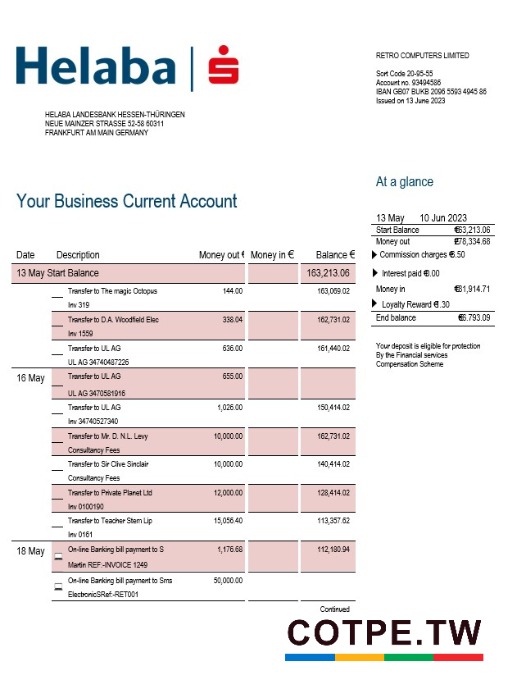 Helaba
RETRO COMPUTERS LIMITED
Sort Code 20-95-55
Account no. 93494585
IBAN GB07 BUKB 2095 5593 4945 85
Issued on 13 June 2023
HELABA LANDESBANK HESSEN-THÜRINGEN
NEUE MAINZER STRASSE 52-58 60311
FRANKFURT AM MAIN GERMANY
At a glance
Your Business Current Account
13 May 10 Jun 2023
Start Balance €63,213.06
Money out €78,334.68
Commission charges €6.50
Interest paid €0.00
Money in €81,914.71
Loyalty Reward €1.30
End balance €66.793.09
Your deposit is eligible for protection
By the Financial services
Compensation Scheme
Date Description Money out € Money in € Balance €
13 May Start Balance 163,213.06
Transfer to The magic Octopus 144.00 163,069.02
Inv 319
Transfer to D.A. Woodfield Elec 338.04 162,731.02
Inv 1559
Transfer to UL AG 636.00 161,440.02
UL AG 34740487226
16 May Transfer to UL AG 655.00
UL AG 3470581916
Transfer to UL AG 1,026.00 150,414.02
Inv 34740527340
Transfer to Mr. D. N.L. Levy 10,000.00 162,731.02
Consultancy Fees
Transfer to Sir Clive Sinclair 10,000.00 140,414.02
Consultancy Fees
Transfer to Private Planet Ltd 12,000.00 128,414.02
Inv 0100190
Transfer to Teacher Stern Lip 15,056.40 113,357.62
Inv 0161
18 May On-line Banking bill payment to S 1,176.68 112,180.94
Martin REF:-INVOICE 1249
On-line Banking bill payment to Sms 50,000.00
ElectronicSRef:-RET001
Continued
COTPE.TW